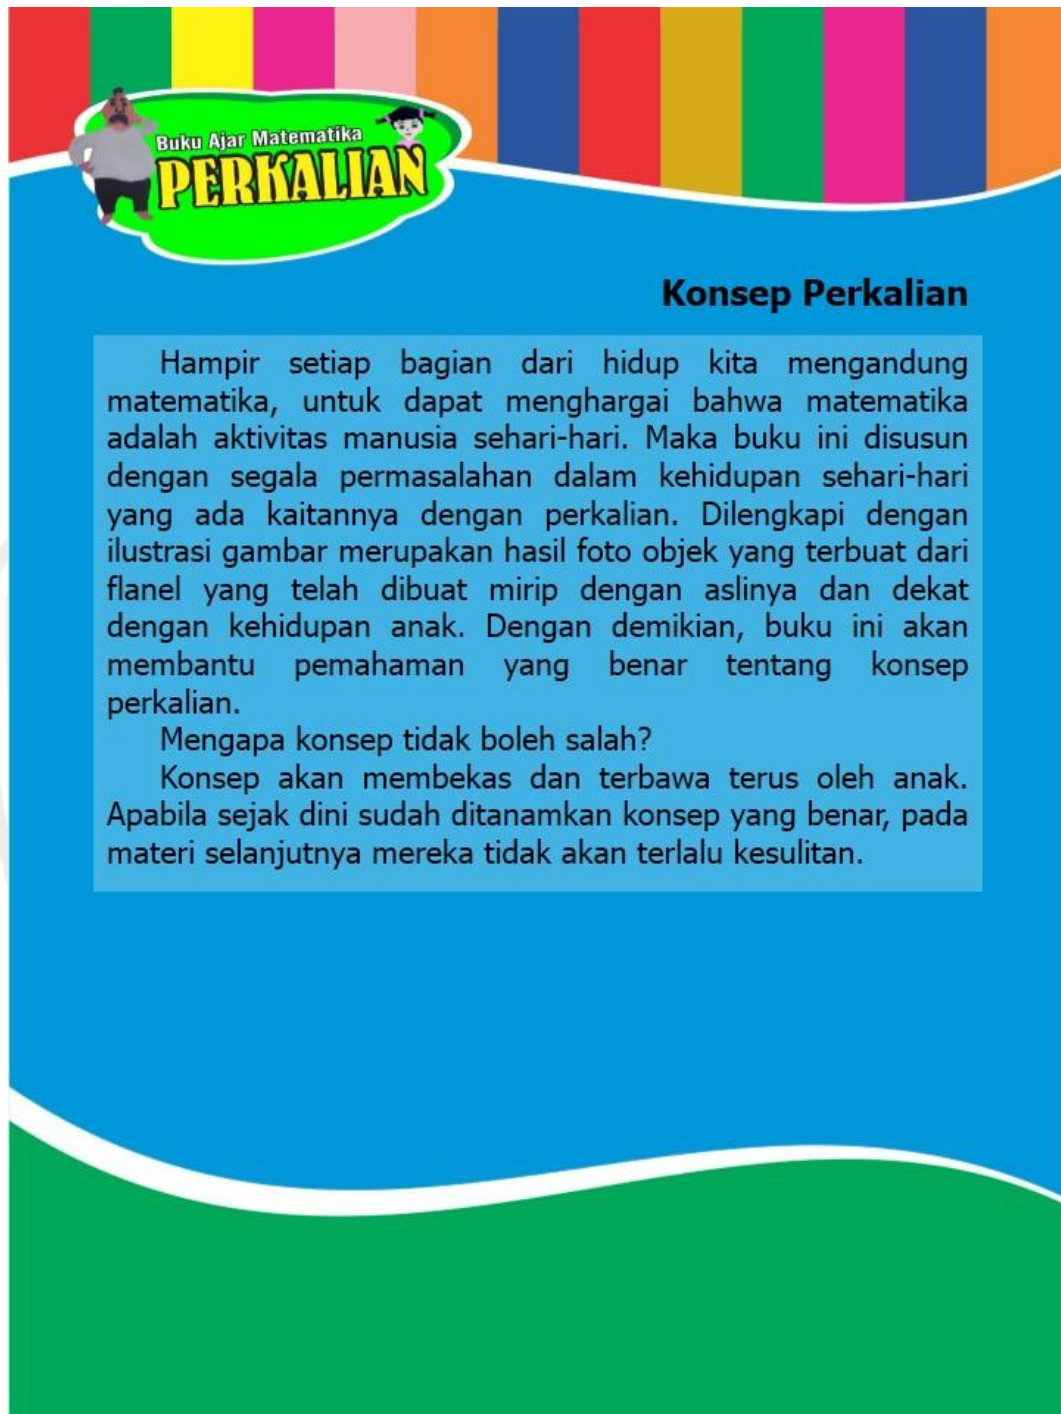 Buku Ajar Matematika
PERKALIAN
Konsep Perkalian
Hampir setiap bagian dari hidup kita mengandung
matematika, untuk dapat menghargai bahwa matematika
adalah aktivitas manusia sehari-hari. Maka buku ini disusun
dengan segala permasalahan dalam kehidupan sehari-hari
yang ada kaitannya dengan perkalian. Dilengkapi dengan
ilustrasi gambar merupakan hasil foto objek yang terbuat dari
flanel yang telah dibuat mirip dengan aslinya dan dekat
dengan kehidupan anak. Dengan demikian, buku ini akan
membantu pemahaman yang benar tentang konsep
perkalian.
Mengapa konsep tidak boleh salah?
Konsep akan membekas dan terbawa terus oleh anak.
Apabila sejak dini sudah ditanamkan konsep yang benar, pada
materi selanjutnya mereka tidak akan terlalu kesulitan.